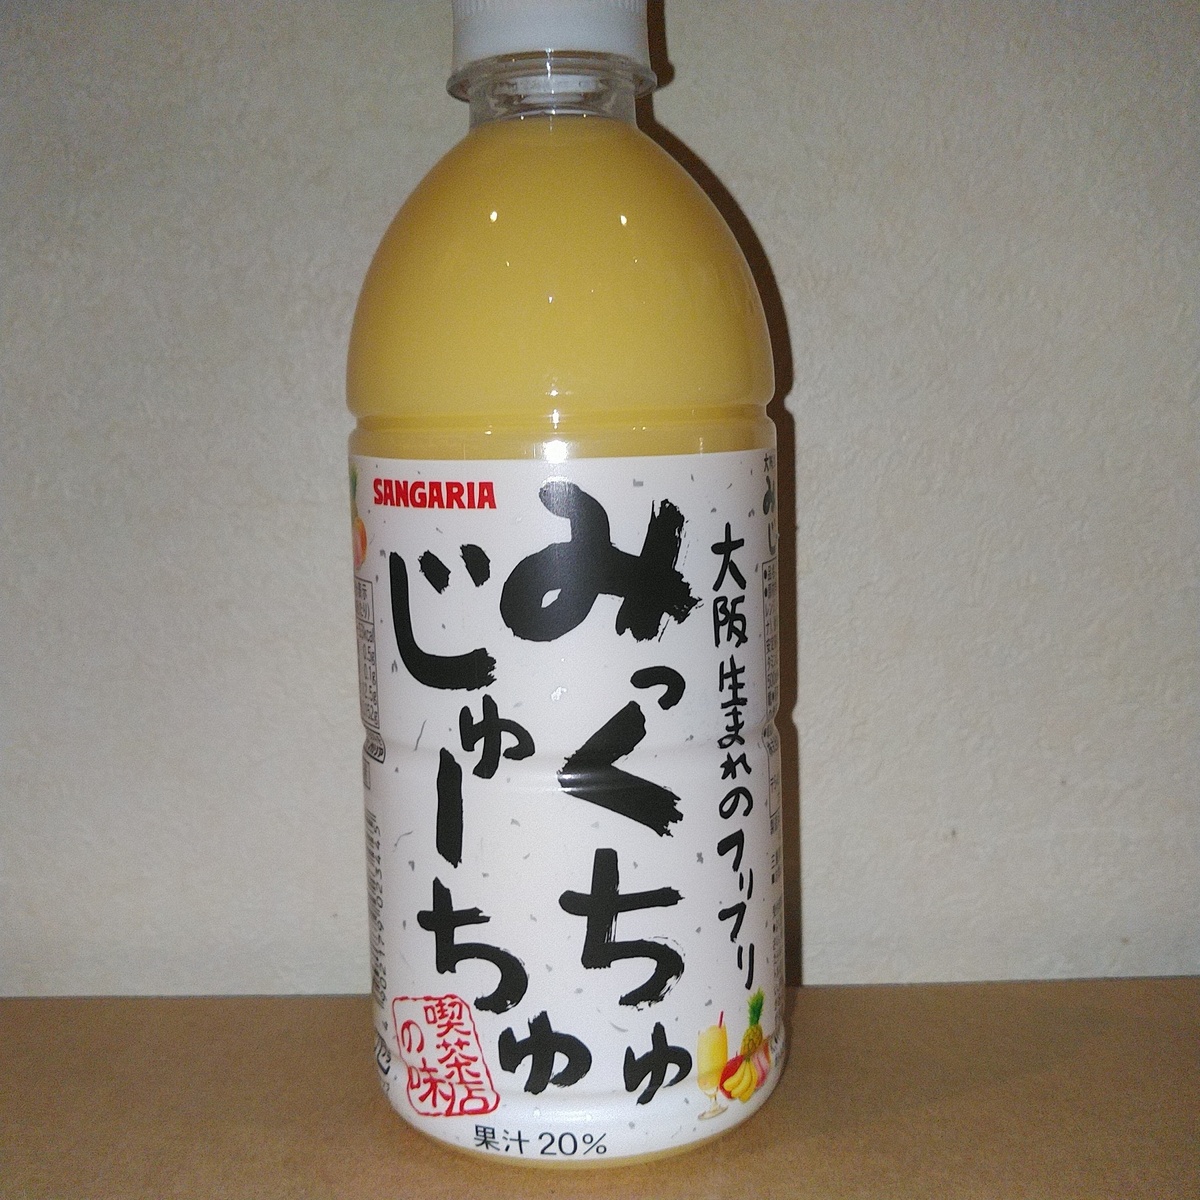 SANGARIA
大阪生まれのフリフリ
みっくちゅ
じゅーちゅ
喫茶店
の味
果汁20%